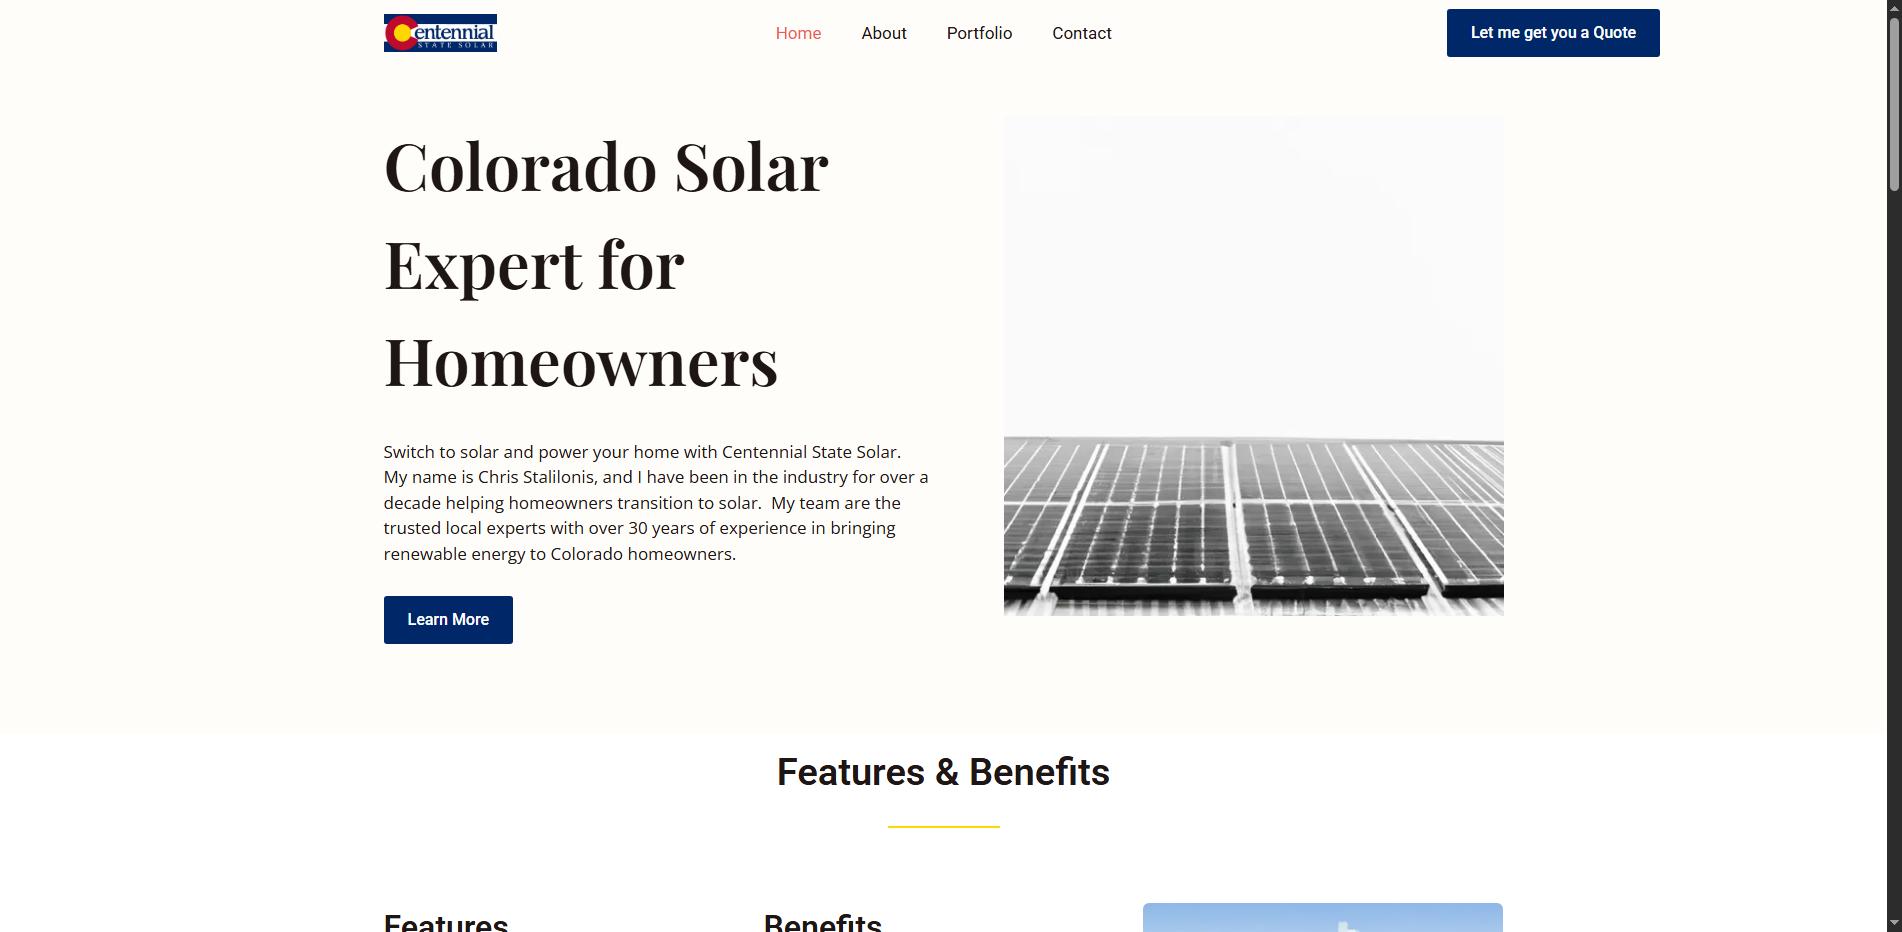 Centennial
STATE SOLAR
Home
About
Portfolio
Contact
Let me get you a Quote
Colorado Solar
Expert for
Homeowners
Switch to solar and power your home with Centennial State Solar.
My name is Chris Stalilonis, and I have been in the industry for over a
decade helping homeowners transition to solar.  My team are the
trusted local experts with over 30 years of experience in bringing
renewable energy to Colorado homeowners.
Learn More
Features & Benefits
Features
Benefits